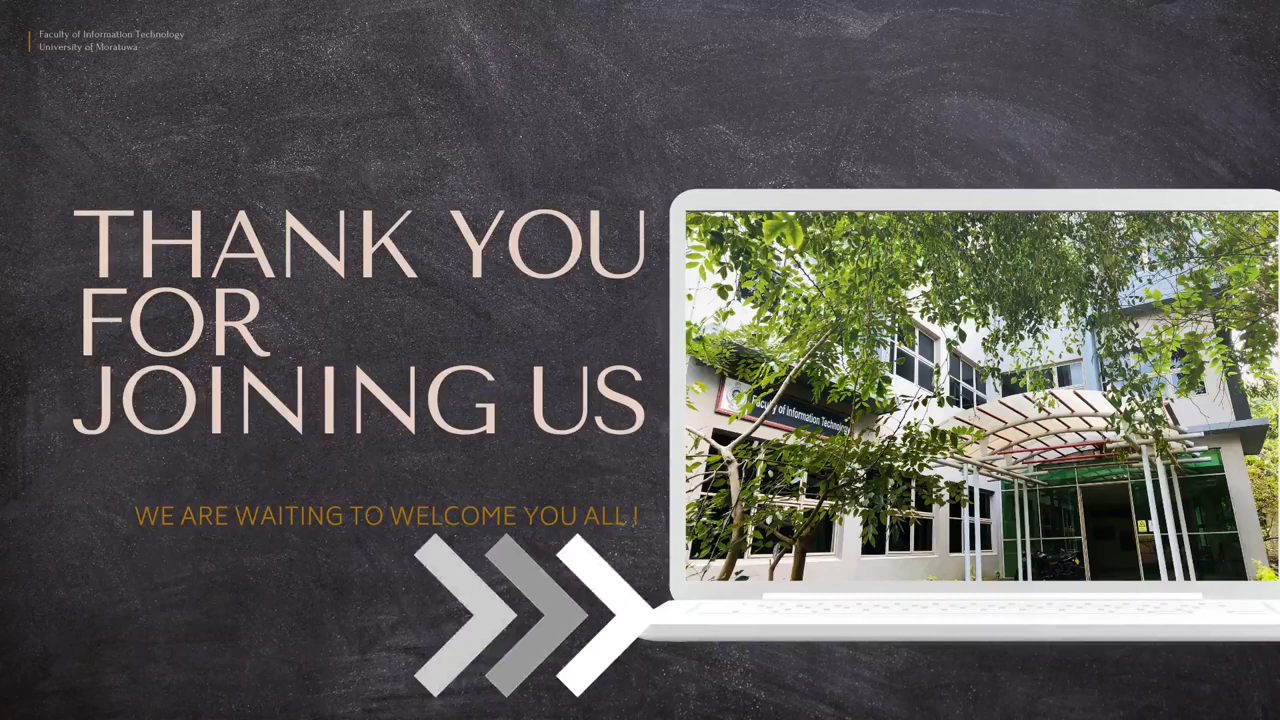 Faculty of Information Technology
University of Moratuwa
THANK YOU
FOR
JOINING US
WE ARE WAITING TO WELCOME YOU ALL !
Faculty of Information Technology